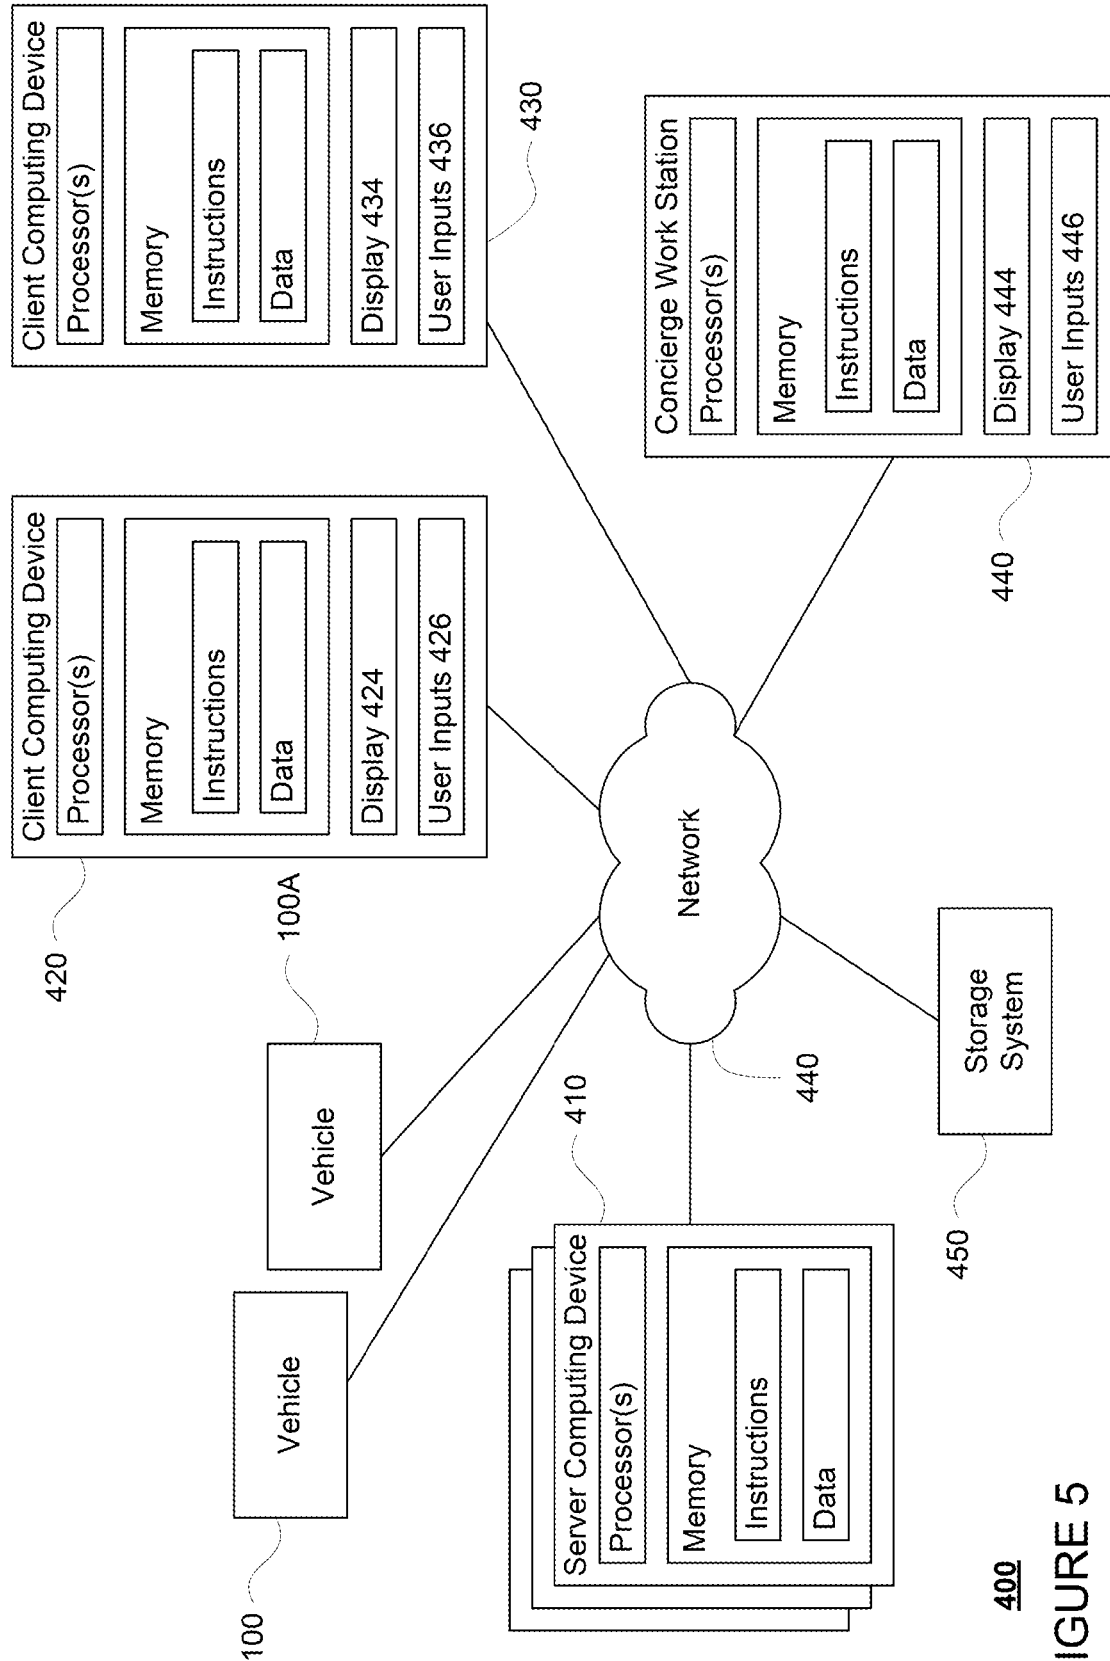 100
Vehicle
Vehicle
100A
420
Client Computing Device
Processor(s)
Memory
Instructions
Data
Display 424
User Inputs 426
Client Computing Device
Processor(s)
Memory
Instructions
Data
Display 434
User Inputs 436
430
Server Computing Device
Processor(s)
Memory
Instructions
Data
410
Network
440
Storage
System
450
Concierge Work Station
Processor(s)
Memory
Instructions
Data
Display 444
User Inputs 446
440
400
IGURE 5